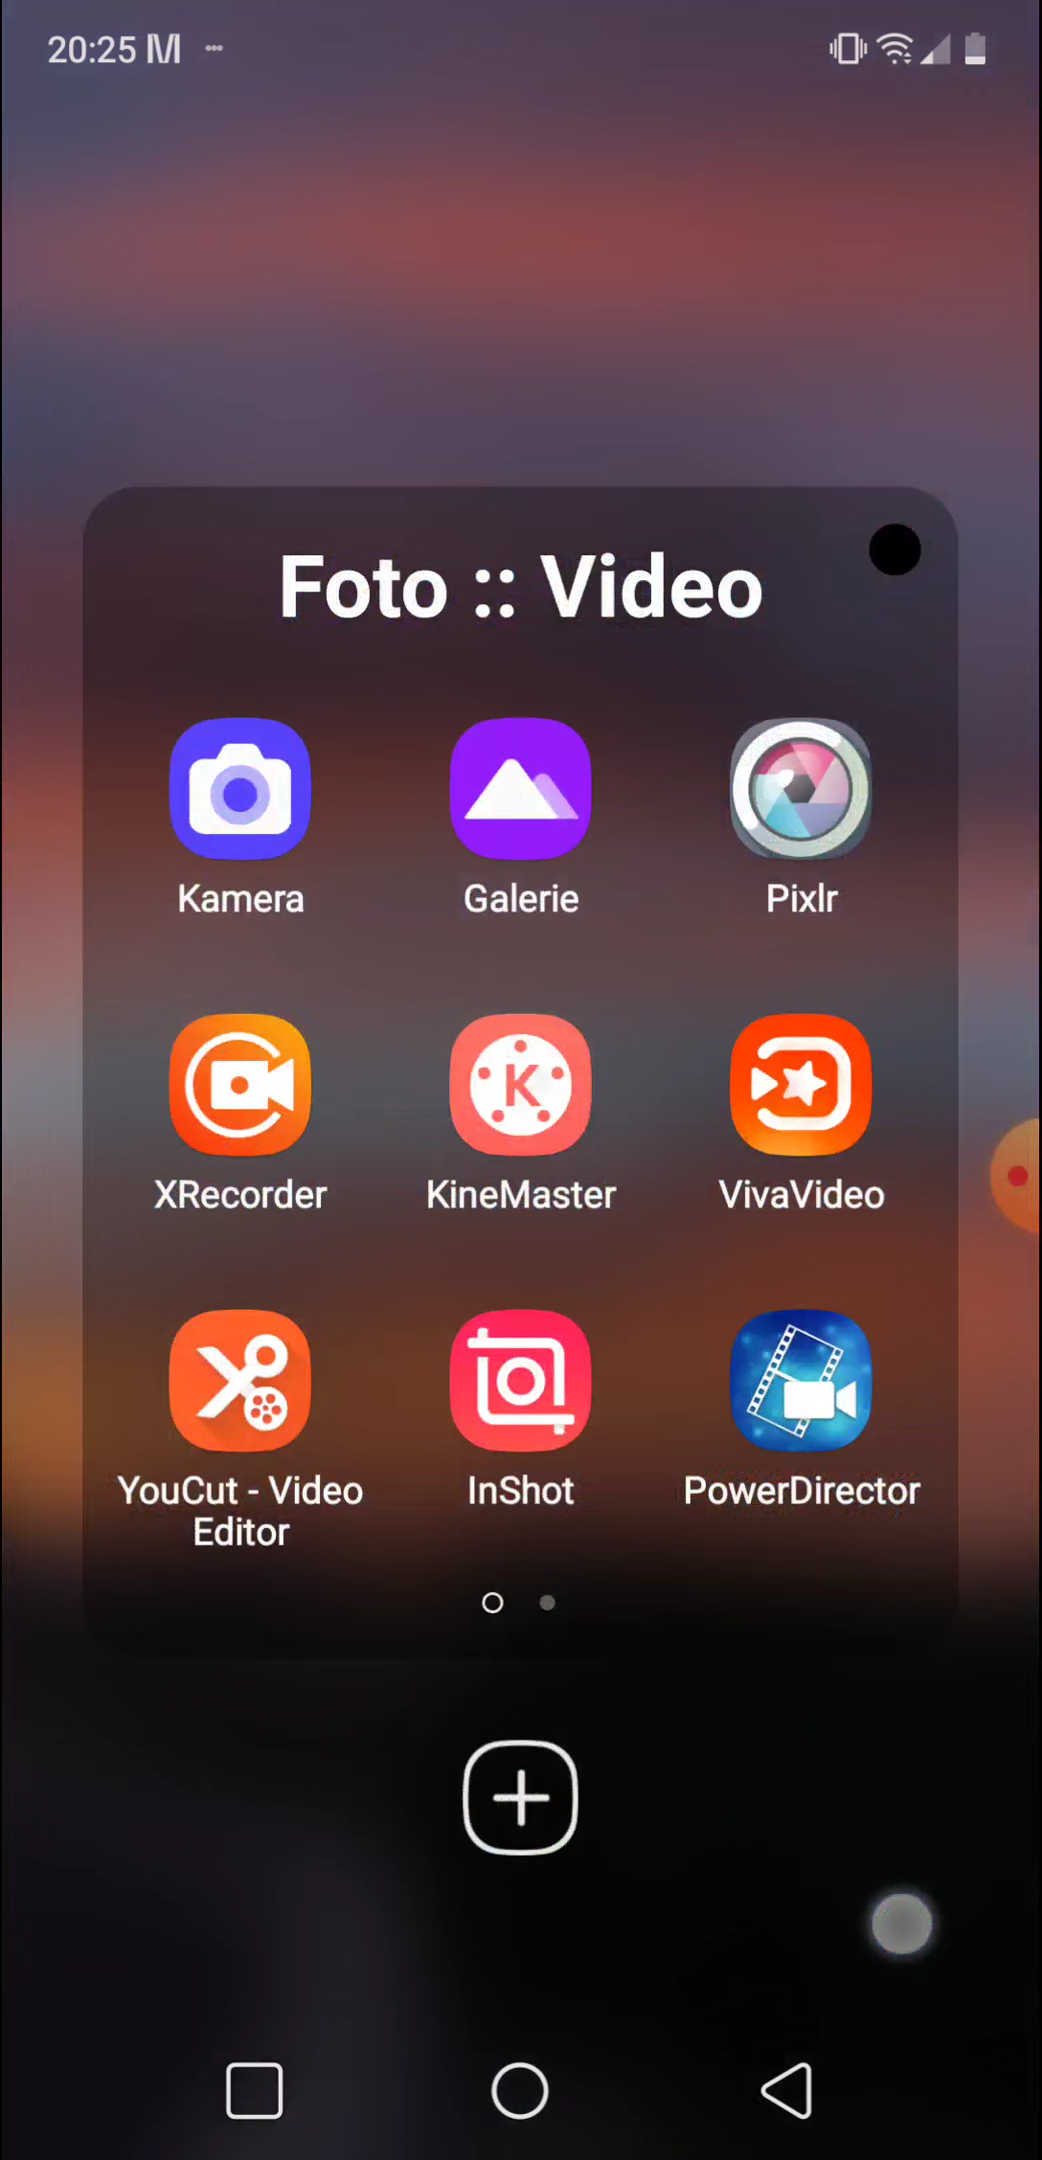 20:25 M
Foto :: Video
Kamera
Galerie
Pixlr
XRecorder
KineMaster
VivaVideo
YouCut - Video
Editor
InShot
PowerDirector